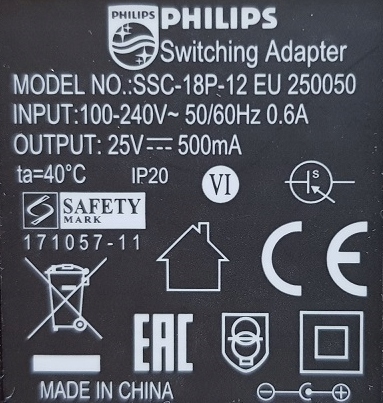 PHILIPS
PHILIPS
Switching Adapter
MODEL NO.:SSC-18P-12 EU 250050
INPUT:100-240V~ 50/60Hz 0.6A
OUTPUT: 25V⎓500mA
ta=40°C IP20 VI S
S SAFETY
MARK
171057-11
CE
EAC
MADE IN CHINA
- C +